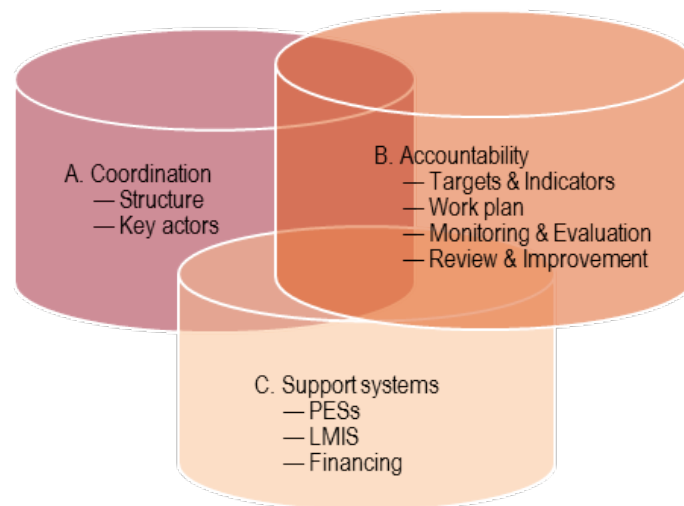 A. Coordination
— Structure
— Key actors
B. Accountability
— Targets & Indicators
— Work plan
— Monitoring & Evaluation
— Review & Improvement
C. Support systems
— PESs
— LMIS
— Financing